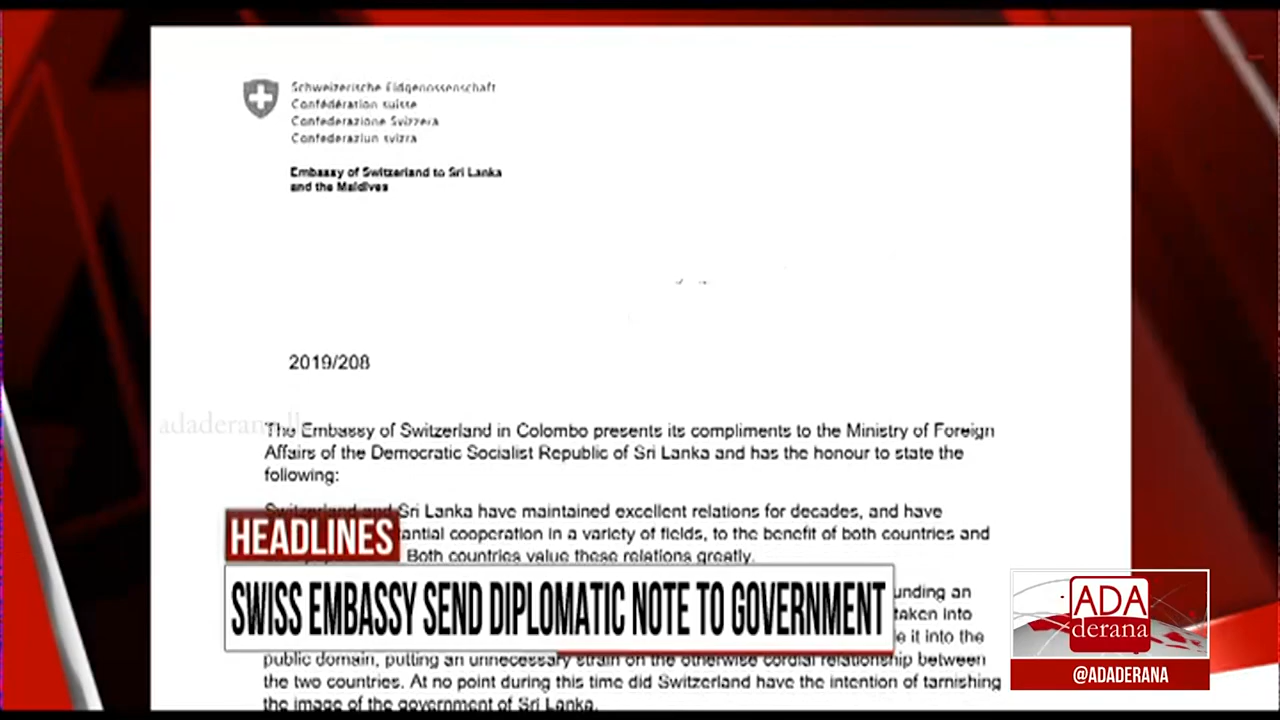 Schweizerische Eidgenossenschaft
Confédération suisse
Confederazione Svizzera
Confederaziun svizra
Embassy of Switzerland to Sri Lanka
and the Maldives
2019/208
adaderana
The Embassy of Switzerland in Colombo presents its compliments to the Ministry of Foreign
Affairs of the Democratic Socialist Republic of Sri Lanka and has the honour to state the
following:
Switzerland and Sri Lanka have maintained excellent relations for decades, and have
tantial cooperation in a variety of fields, to the benefit of both countries and
Both countries value these relations greatly.
unding an
taken into
e it into the
public domain, putting an unnecessary strain on the otherwise cordial relationship between
the two countries. At no point during this time did Switzerland have the intention of tarnishing
the image of the government of Sri Lanka.
HEADLINES
SWISS EMBASSY SEND DIPLOMATIC NOTE TO GOVERNMENT
ADA
derana
@ADADERANA